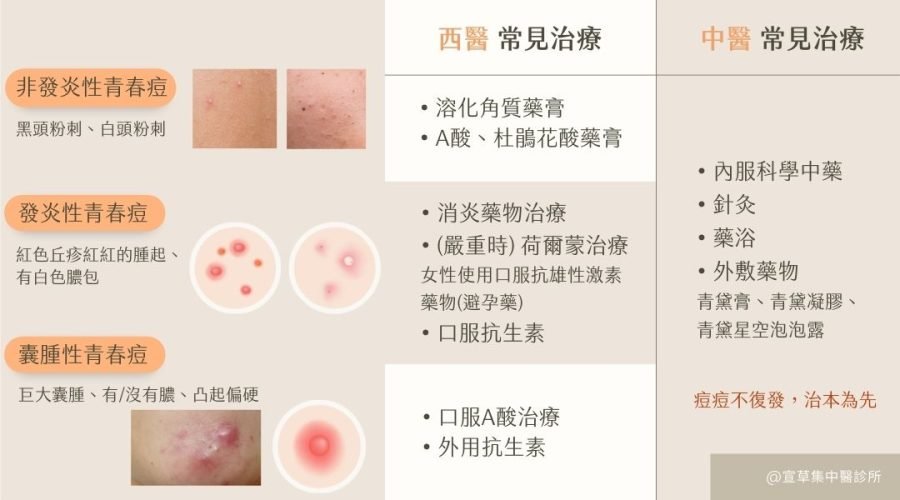 西醫 常見治療
中醫 常見治療
非發炎性青春痘
黑頭粉刺、白頭粉刺
• 溶化角質藥膏
• A酸、杜鵑花酸藥膏
發炎性青春痘
紅色丘疹紅紅的腫起、
有白色膿包
• 消炎藥物治療
• (嚴重時) 荷爾蒙治療
女性使用口服抗雄性激素
藥物(避孕藥)
• 口服抗生素
囊腫性青春痘
巨大囊腫、有/沒有膿、凸起偏硬
• 口服A酸治療
• 外用抗生素
• 內服科學中藥
• 針灸
• 藥浴
• 外敷藥物
青黛膏、青黛凝膠、
青黛星空泡泡露
痘痘不復發，治本為先
@宣草集中醫診所